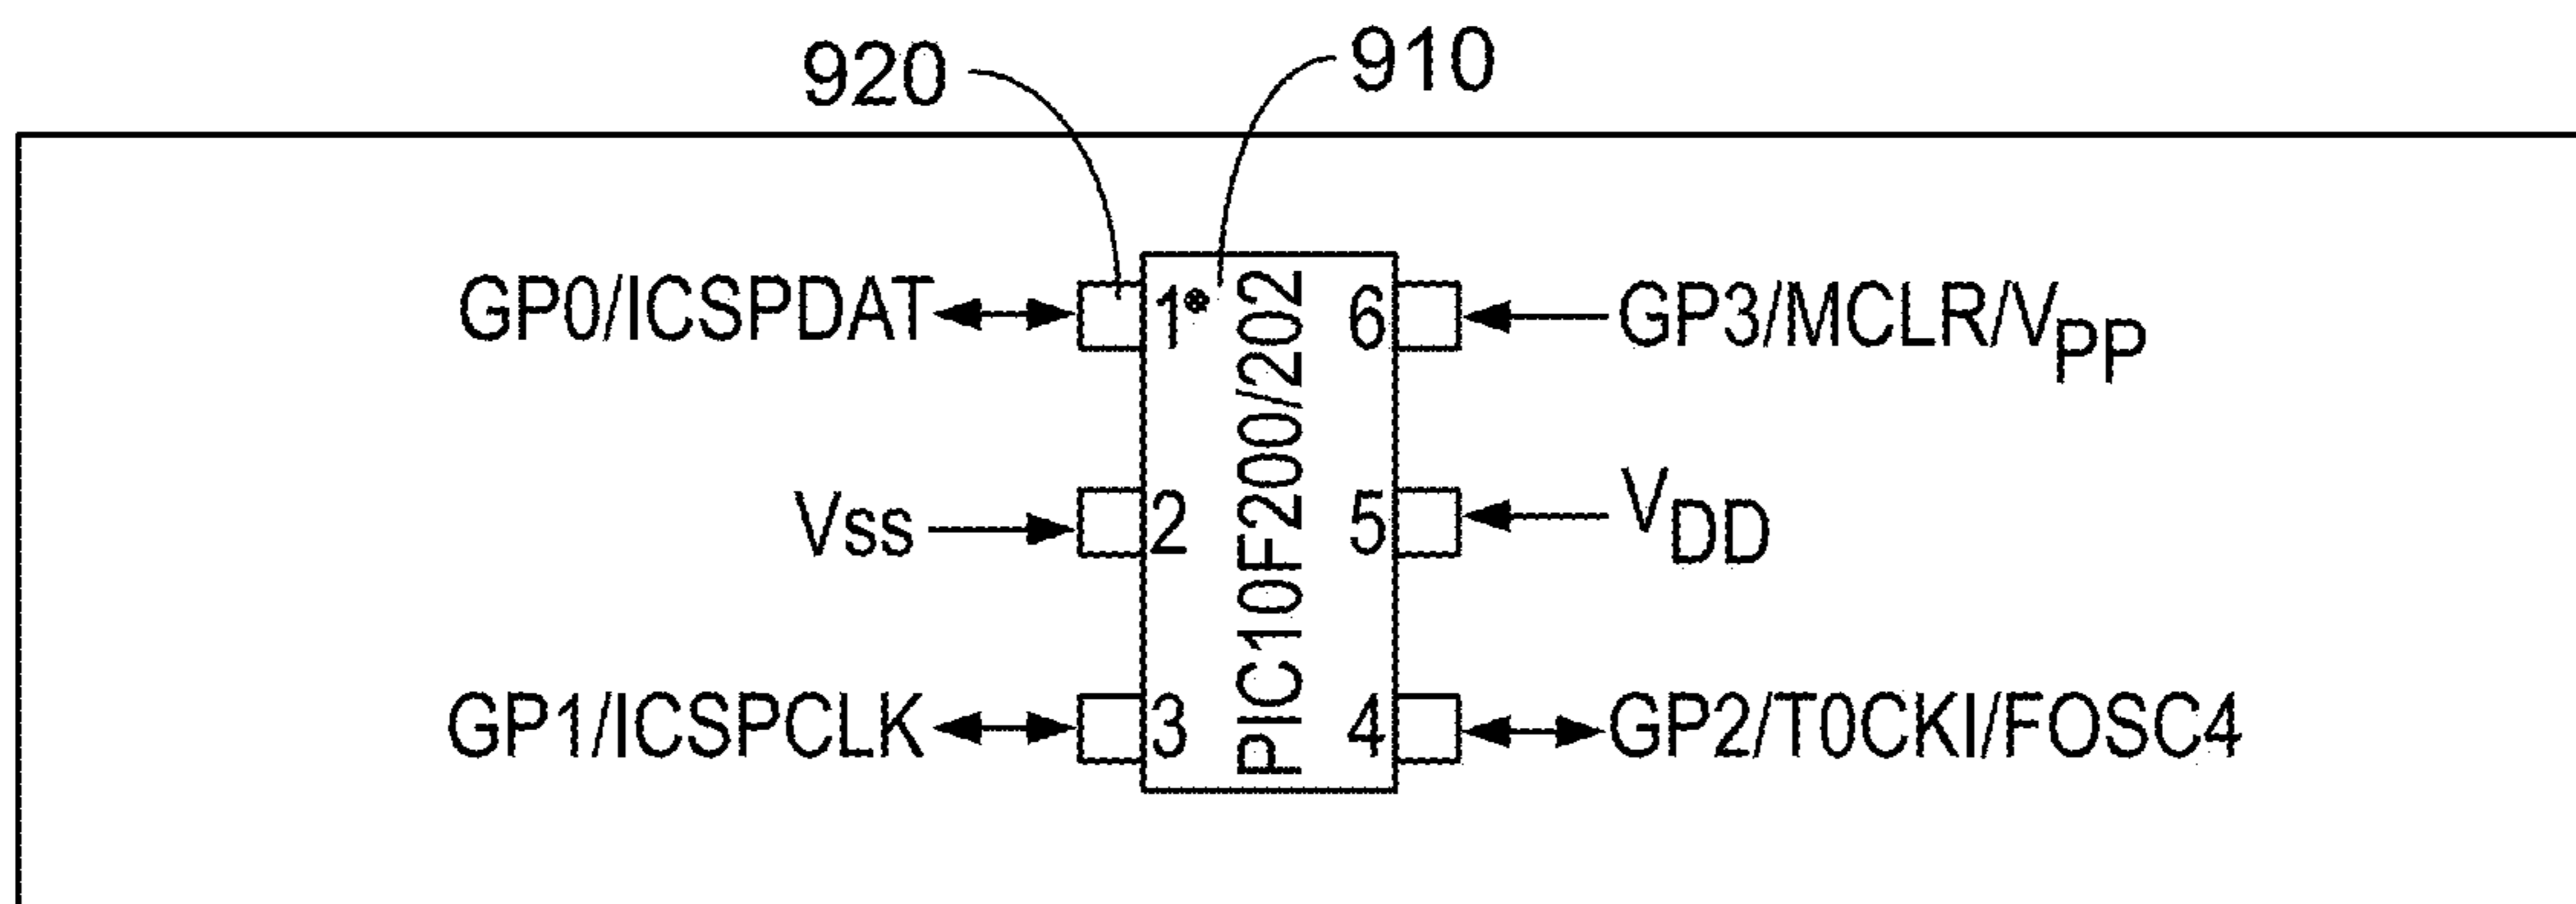 920 910
GP0/ICSPDAT 1 6 GP3/MCLR/VPP
PIC10F200/202
Vss 2 5 VDD
GP1/ICSPCLK 3 4 GP2/T0CKI/FOSC4